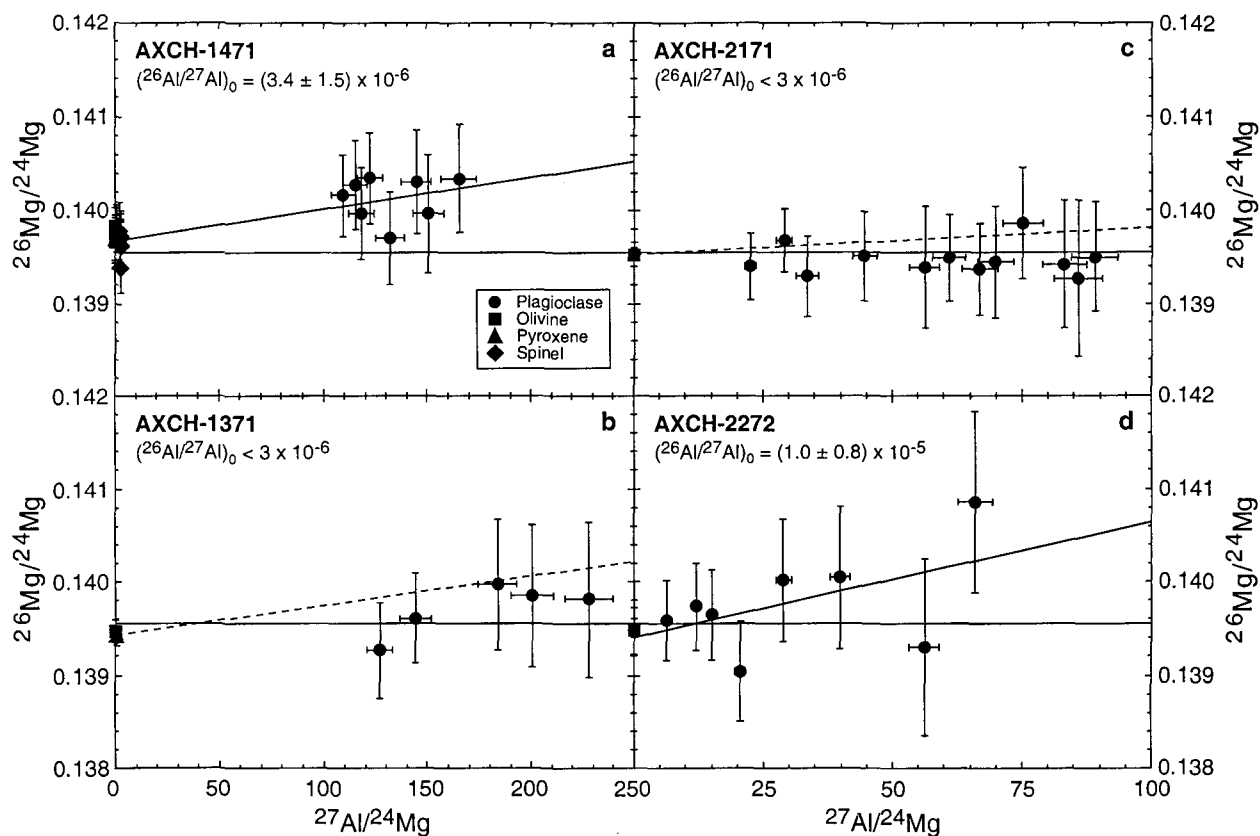 AXCH-1471 a
(26Al/27Al)0 = (3.4 ± 1.5) x 10-6
0.142
0.141
0.140
0.139
0.142
26Mg/24Mg
Plagioclase
Olivine
Pyroxene
Spinel
AXCH-2171 c
(26Al/27Al)0 < 3 x 10-6
0.142
0.141
0.140
0.139
0.142
26Mg/24Mg
AXCH-1371 b
(26Al/27Al)0 < 3 x 10-6
0.141
0.140
0.139
0.138
26Mg/24Mg
0 50 100 150 200 250
27Al/24Mg
AXCH-2272 d
(26Al/27Al)0 = (1.0 ± 0.8) x 10-5
0.141
0.140
0.139
0.138
26Mg/24Mg
25 50 75 100
27Al/24Mg